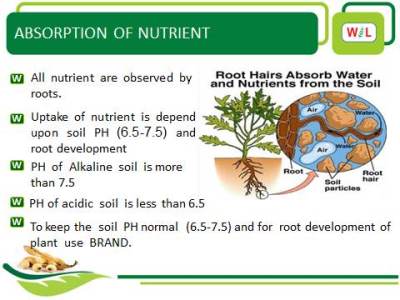 ABSORPTION OF NUTRIENT
W L
W All nutrient are observed by
roots.
W Uptake of nutrient is depend
upon soil PH (6.5-7.5) and
root development
W PH of Alkaline soil is more
than 7.5
W PH of acidic soil is less than 6.5
W To keep the soil PH normal (6.5-7.5) and for root development of
plant use BRAND.
Root Hairs Absorb Water
and Nutrients from the Soil
Air
Water
Air
Root
Soil
particles
Root
hair